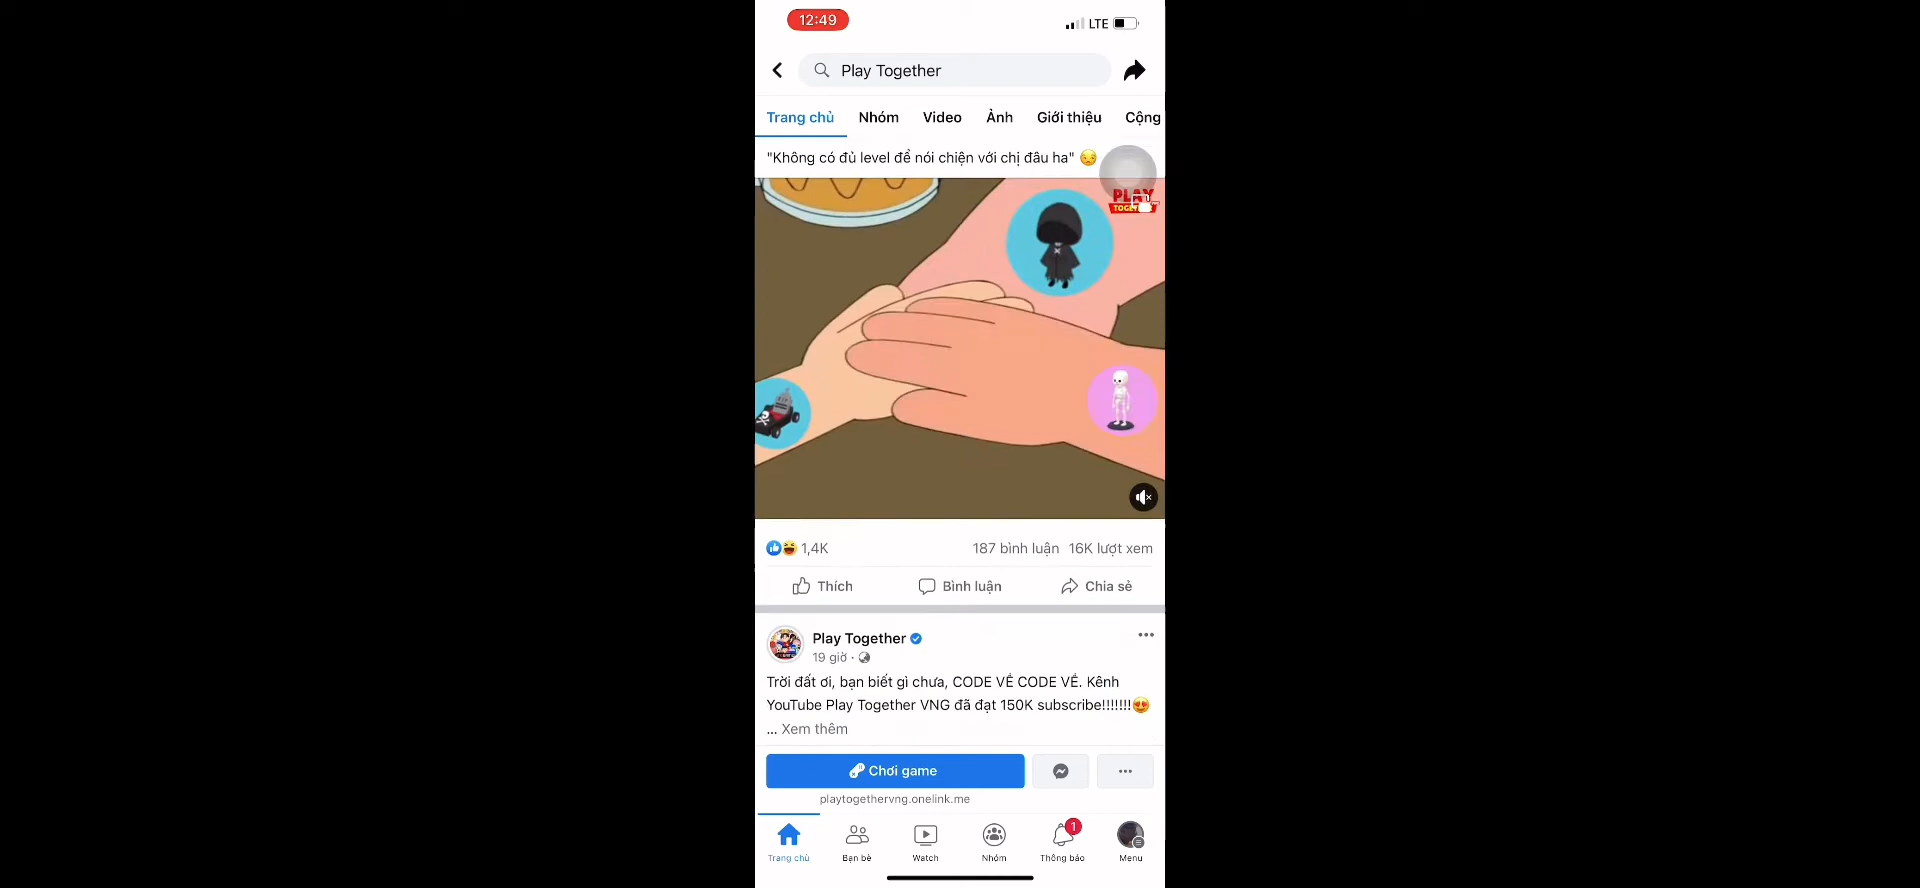 12:49
LTE
Play Together
Trang chủ Nhóm Video Ảnh Giới thiệu Cộng
"Không có đủ level để nói chiện với chị đâu ha" 😒
PLAY
TOGETHER
1,4K 187 bình luận 16K lượt xem
Thích Bình luận Chia sẻ
Play Together
19 giờ ·
Trời đất ơi, bạn biết gì chưa, CODE VỀ CODE VỀ. Kênh
YouTube Play Together VNG đã đạt 150K subscribe!!!!!!!😍
... Xem thêm
Chơi game
playtogethervng.onelink.me
1
Trang chủ Bạn bè Watch Nhóm Thông báo Menu